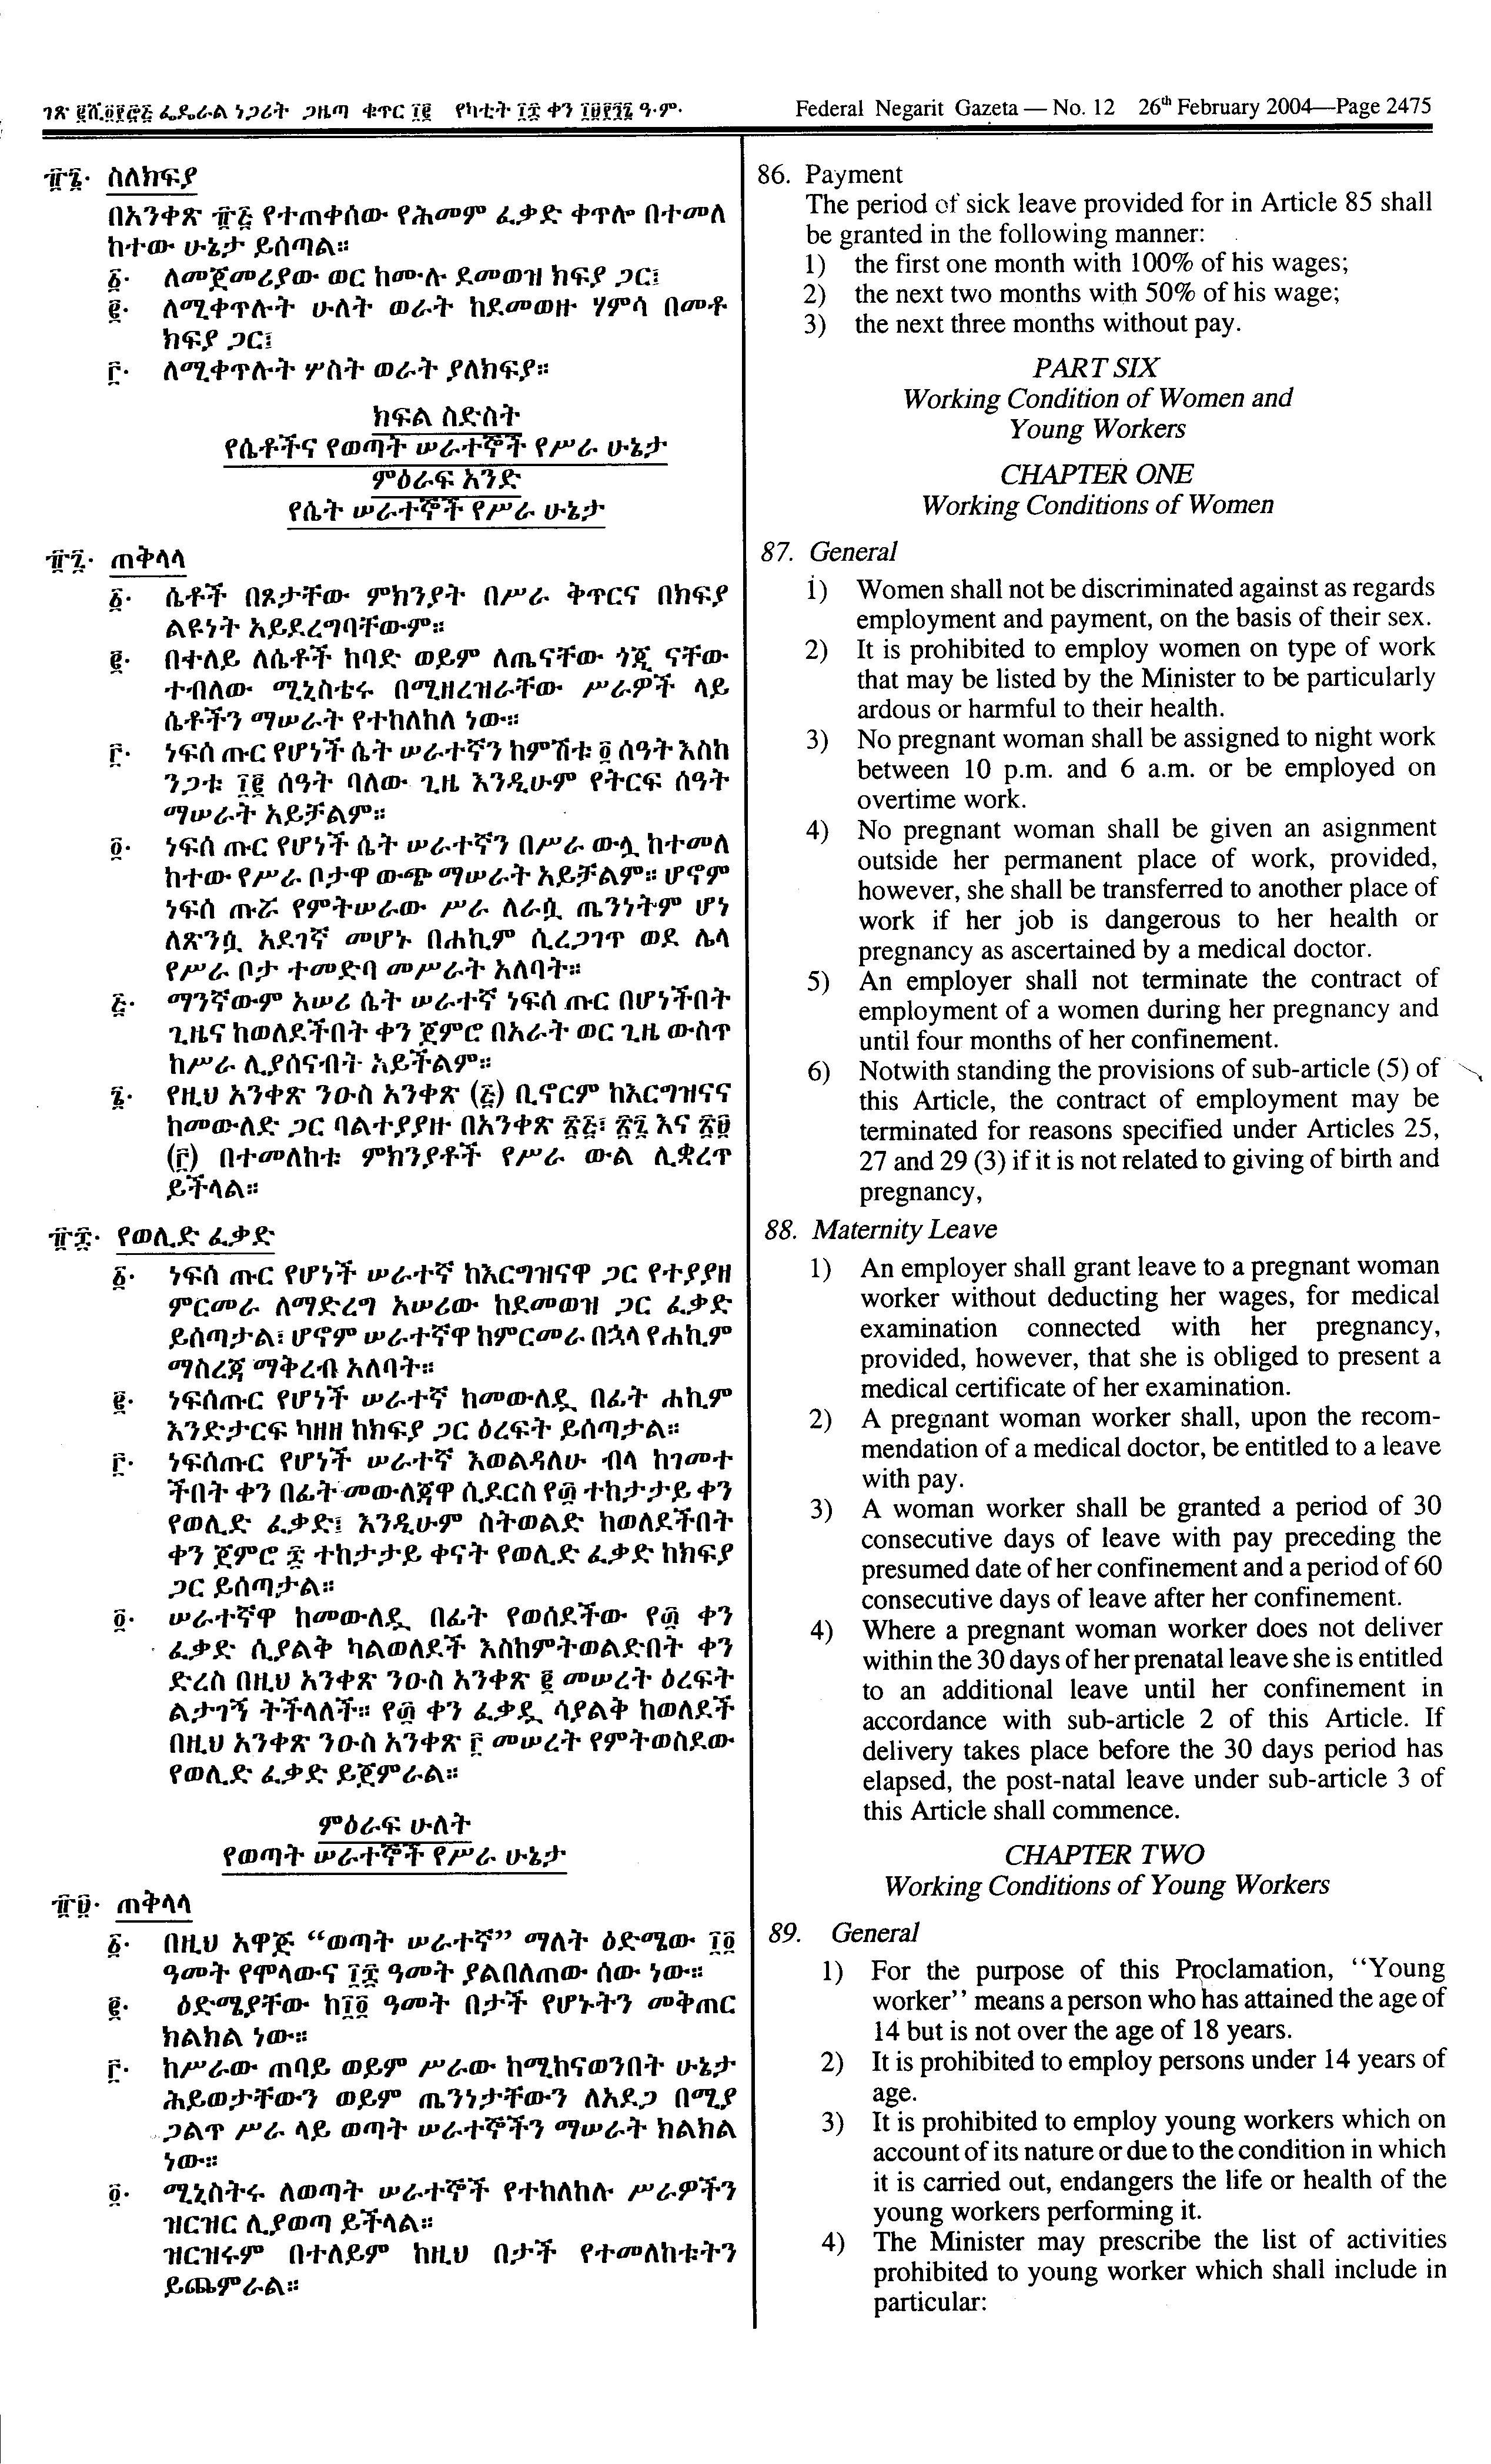 ገጽ ፪ሺ፬፻፸፭ ፌዴራል ነጋሪት ጋዜጣ ቁጥር ፲፪ የካቲት ፲፰ ቀን ፲፱፻፺፮ ዓ.ም.
፹፮. ስለክፍያ
በአንቀጽ ፹፭ የተጠቀሰው የሕመም ፈቃድ ቀጥሎ በተመለ
ከተው ሁኔታ ይሰጣል፡፡
፩. ለመጀመሪያው ወር ከሙሉ ደመወዝ ክፍያ ጋር፤
፪. ለሚቀጥሉት ሁለት ወራት ከደመወዙ ሃምሳ በመቶ
ክፍያ ጋር፤
፫. ለሚቀጥሉት ሦስት ወራት ያለክፍያ፡፡
ክፍል ስድስት
የሴቶችና የወጣት ሠራተኞች የሥራ ሁኔታ
ምዕራፍ አንድ
የሴት ሠራተኞች የሥራ ሁኔታ
፹፯. ጠቅላላ
፩. ሴቶች በጾታቸው ምክንያት በሥራ ቅጥርና በክፍያ
ልዩነት አይደረግባቸውም፡፡
፪. በተለይ ለሴቶች ከባድ ወይም ለጤናቸው ጎጂ ናቸው
ተብለው ሚኒስቴሩ በሚዘረዝራቸው ሥራዎች ላይ
ሴቶችን ማሠራት የተከለከለ ነው፡፡
፫. ነፍሰ ጡር የሆነች ሴት ሠራተኛን ከምሽቱ ፬ ሰዓት እስከ
ንጋቱ ፲፪ ሰዓት ባለው ጊዜ እንዲሁም የትርፍ ሰዓት
ማሠራት አይቻልም፡፡
፬. ነፍሰ ጡር የሆነች ሴት ሠራተኛን በሥራ ውሏ ከተመለ
ከተው የሥራ ቦታዋ ውጭ ማሠራት አይቻልም፡፡ ሆኖም
ነፍሰ ጡሯ የምትሠራው ሥራ ለራሷ ጤንነትም ሆነ
ለጽንሷ አደገኛ መሆኑ በሐኪም ሲረጋገጥ ወደ ሌላ
የሥራ ቦታ ተመድባ መሥራት አለባት፡፡
፭. ማንኛውም አሠሪ ሴት ሠራተኛ ነፍሰ ጡር በሆነችበት
ጊዜና ከወለደችበት ቀን ጀምሮ በአራት ወር ጊዜ ውስጥ
ከሥራ ሊያሰናብት አይችልም፡፡
፮. የዚህ አንቀጽ ንዑስ አንቀጽ (፭) ቢኖርም ከእርግዝናና
ከመውለድ ጋር ባልተያያዙ በአንቀጽ ፳፭፣ ፳፯ እና ፳፱
(፫) በተመለከቱ ምክንያቶች የሥራ ውል ሊቋረጥ
ይችላል፡፡
፹፰. የወሊድ ፈቃድ
፩. ነፍሰ ጡር የሆነች ሠራተኛ ከእርግዝናዋ ጋር የተያያዘ
ምርመራ ለማድረግ አሠሪው ከደመወዝ ጋር ፈቃድ
ይሰጣታል፣ ሆኖም ሠራተኛዋ ከምርመራ በኋላ የሐኪም
ማስረጃ ማቅረብ አለባት፡፡
፪. ነፍሰጡር የሆነች ሠራተኛ ከመውለዷ በፊት ሐኪም
እንድታርፍ ካዘዘ ከክፍያ ጋር ዕረፍት ይሰጣታል፡፡
፫. ነፍሰጡር የሆነች ሠራተኛ እወልዳለሁ ብላ ከገመተ
ችበት ቀን በፊት መውለጃዋ ሲደርስ የ፴ ተከታታይ ቀን
የወሊድ ፈቃድ፤ እንዲሁም ስትወልድ ከወለደችበት
ቀን ጀምሮ ፷ ተከታታይ ቀናት የወሊድ ፈቃድ ከክፍያ
ጋር ይሰጣታል፡፡
፬. ሠራተኛዋ ከመውለዷ በፊት የወሰደችው የ፴ ቀን
ፈቃድ ሲያልቅ ካልወለደች እስከምትወልድበት ቀን
ድረስ በዚህ አንቀጽ ንዑስ አንቀጽ ፪ መሠረት ዕረፍት
ልታገኝ ትችላለች፡፡ የ፴ ቀን ፈቃዷ ሳያልቅ ከወለደች
በዚህ አንቀጽ ንዑስ አንቀጽ ፫ መሠረት የምትወስደው
የወሊድ ፈቃድ ይጀምራል፡፡
ምዕራፍ ሁለት
የወጣት ሠራተኞች የሥራ ሁኔታ
፹፱. ጠቅላላ
፩. በዚህ አዋጅ “ወጣት ሠራተኛ” ማለት ዕድሜው ፲፬
ዓመት የሞላውና ፲፰ ዓመት ያልበለጠው ሰው ነው፡፡
፪. ዕድሜያቸው ከ፲፬ ዓመት በታች የሆኑትን መቅጠር
ክልክል ነው፡፡
፫. ከሥራው ጠባይ ወይም ሥራው ከሚከናወንበት ሁኔታ
ሕይወታቸውን ወይም ጤንነታቸውን ለአደጋ በሚያ
ጋልጥ ሥራ ላይ ወጣት ሠራተኞችን ማሠራት ክልክል
ነው፡፡
፬. ሚኒስትሩ ለወጣት ሠራተኞች የተከለከሉ ሥራዎችን
ዝርዝር ሊያወጣ ይችላል፡፡
ዝርዝሩም በተለይም ከዚህ በታች የተመለከቱትን
ይጨምራል፡፡
Federal Negarit Gazeta — No. 12 26th February 2004—Page 2475
86. Payment
The period of sick leave provided for in Article 85 shall
be granted in the following manner:
1) the first one month with 100% of his wages;
2) the next two months with 50% of his wage;
3) the next three months without pay.
PART SIX
Working Condition of Women and
Young Workers
CHAPTER ONE
Working Conditions of Women
87. General
1) Women shall not be discriminated against as regards
employment and payment, on the basis of their sex.
2) It is prohibited to employ women on type of work
that may be listed by the Minister to be particularly
ardous or harmful to their health.
3) No pregnant woman shall be assigned to night work
between 10 p.m. and 6 a.m. or be employed on
overtime work.
4) No pregnant woman shall be given an asignment
outside her permanent place of work, provided,
however, she shall be transferred to another place of
work if her job is dangerous to her health or
pregnancy as ascertained by a medical doctor.
5) An employer shall not terminate the contract of
employment of a women during her pregnancy and
until four months of her confinement.
6) Notwith standing the provisions of sub-article (5) of
this Article, the contract of employment may be
terminated for reasons specified under Articles 25,
27 and 29 (3) if it is not related to giving of birth and
pregnancy,
88. Maternity Leave
1) An employer shall grant leave to a pregnant woman
worker without deducting her wages, for medical
examination connected with her pregnancy,
provided, however, that she is obliged to present a
medical certificate of her examination.
2) A pregnant woman worker shall, upon the recom-
mendation of a medical doctor, be entitled to a leave
with pay.
3) A woman worker shall be granted a period of 30
consecutive days of leave with pay preceding the
presumed date of her confinement and a period of 60
consecutive days of leave after her confinement.
4) Where a pregnant woman worker does not deliver
within the 30 days of her prenatal leave she is entitled
to an additional leave until her confinement in
accordance with sub-article 2 of this Article. If
delivery takes place before the 30 days period has
elapsed, the post-natal leave under sub-article 3 of
this Article shall commence.
CHAPTER TWO
Working Conditions of Young Workers
89. General
1) For the purpose of this Proclamation, “Young
worker” means a person who has attained the age of
14 but is not over the age of 18 years.
2) It is prohibited to employ persons under 14 years of
age.
3) It is prohibited to employ young workers which on
account of its nature or due to the condition in which
it is carried out, endangers the life or health of the
young workers performing it.
4) The Minister may prescribe the list of activities
prohibited to young worker which shall include in
particular: